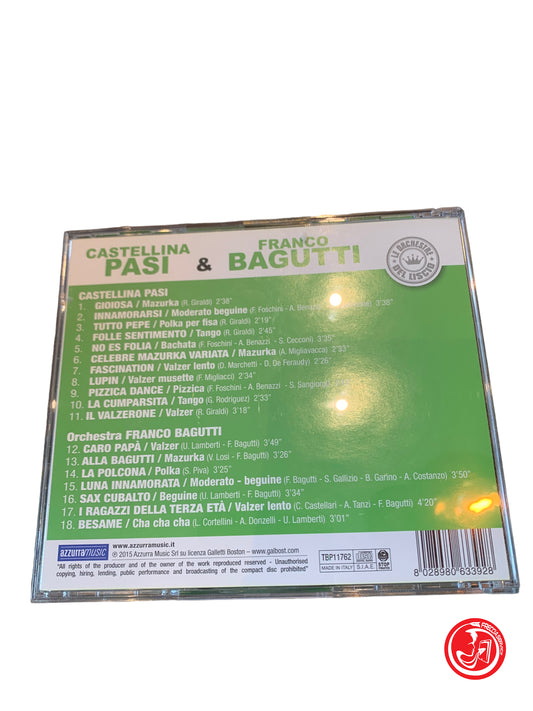 CASTELLINA
PASI
&
FRANCO
BAGUTTI
LE ORCHESTRE
DEL LISCIO
CASTELLINA PASI
1. GIOIOSA / Mazurka (R. Giraldi) 2'38"
2. INNAMORARSI / Moderato beguine (F. Foschini - A. Benazzi 3'38"
3. TUTTO PEPE / Polka per fisa (R. Giraldi) 2'19"
4. FOLLE SENTIMENTO / Tango (R. Giraldi) 2'45"
5. NO ES FOLIA / Bachata (F. Foschini - A. Benazzi - S. Cecconi) 3'35"
6. CELEBRE MAZURKA VARIATA / Mazurka (A. Migliavacca) 2'33"
7. FASCINATION / Valzer lento (D. Marchetti - D. De Feraudy) 2'26"
8. LUPIN / Valzer musette (F. Migliacci) 2'34"
9. PIZZICA DANCE / Pizzica (F. Foschini - A. Benazzi - S. Sangiorgi)
10. LA CUMPARSITA / Tango (G. Rodriguez) 2'33"
11. IL VALZERONE / Valzer (R. Giraldi) 3'18"
Orchestra FRANCO BAGUTTI
12. CARO PAPÀ / Valzer (U. Lamberti - F. Bagutti) 3'49"
13. ALLA BAGUTTI / Mazurka (V. Losi - F. Bagutti) 3'26"
14. LA POLCONA / Polka (S. Piva) 3'25"
15. LUNA INNAMORATA / Moderato - beguine (F. Bagutti - S. Gallizio - B. Garino - A. Costanzo) 3'50"
16. SAX CUBALTO / Beguine (U. Lamberti - F. Bagutti) 3'34"
17. I RAGAZZI DELLA TERZA ETÀ / Valzer lento (C. Castellari - A. Tanzi - F. Bagutti) 4'20"
18. BESAME / Cha cha cha (L. Cortellini - A. Donzelli - U. Lamberti) 3'01"
azzurramusic
www.azzurramusic.it
℗ 2015 Azzurra Music Srl su licenza Galletti Boston – www.galbost.com
"All rights of the producer and of the owner of the work reproduced reserved - Unauthorised
copying, hiring, lending, public performance and broadcasting of the compact disc prohibited"
TBP11762
MADE IN ITALY
S.I.A.E.
STOP
8 028980 633928